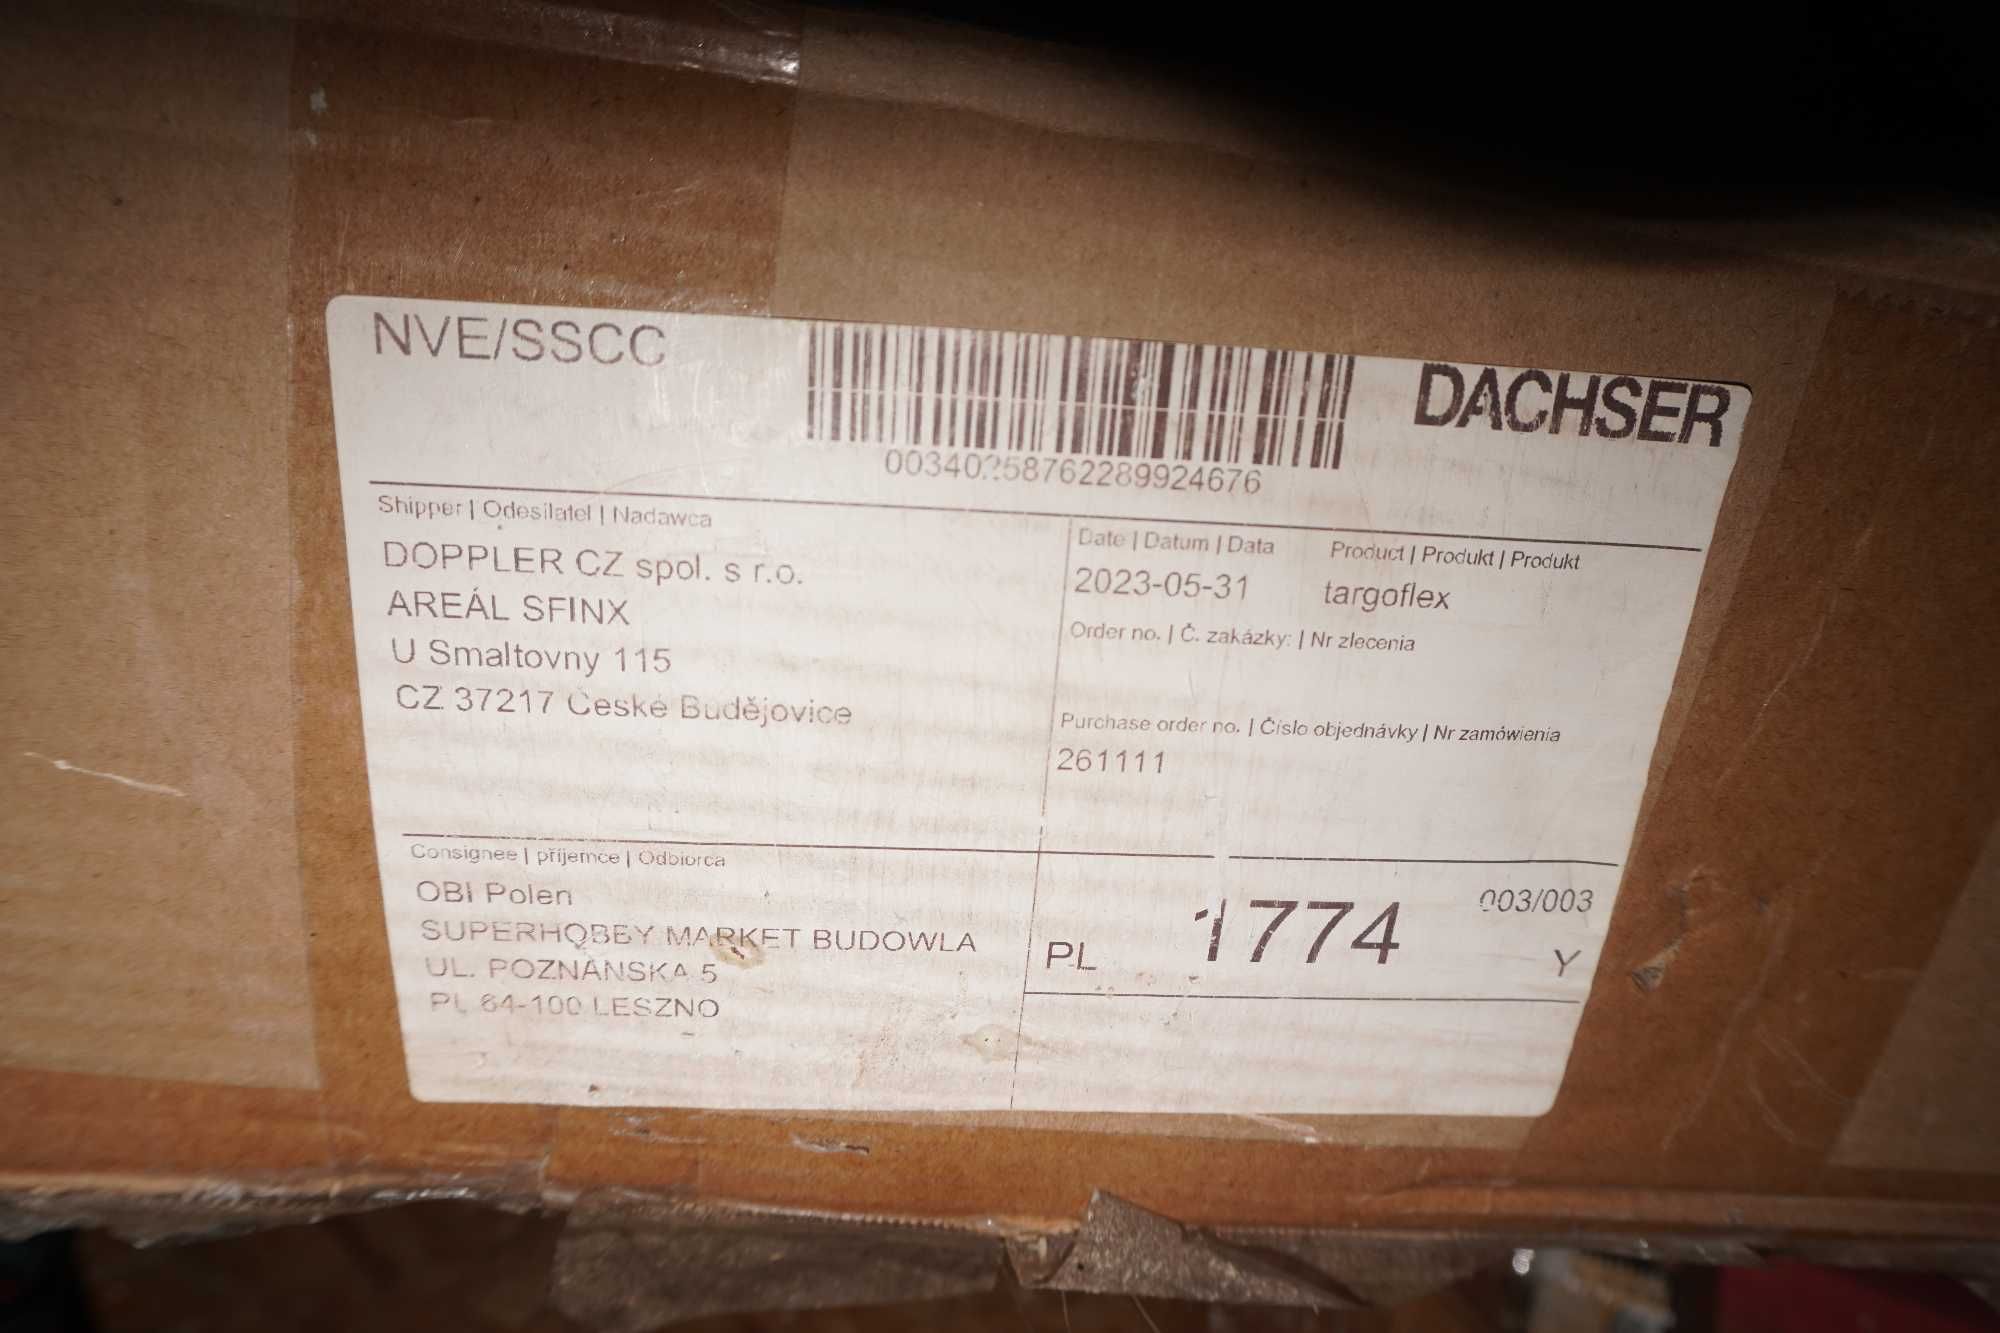 NVE/SSCC
DACHSER
00340258762289924676
Shipper | Odesilatel | Nadawca
DOPPLER CZ spol. s r.o.
AREÁL SFINX
U Smaltovny 115
CZ 37217 České Budějovice
Date | Datum | Data
2023-05-31
Product | Produkt | Produkt
targoflex
Order no. | Č. zakázky: | Nr zlecenia
Purchase order no. | Číslo objednávky | Nr zamówienia
261111
Consignee | příjemce | Odbiorca
OBI Polen
SUPERHOBBY MARKET BUDOWLA
UL. POZNAŃSKA 5
PL 64-100 LESZNO
PL 1774
003/003
Y